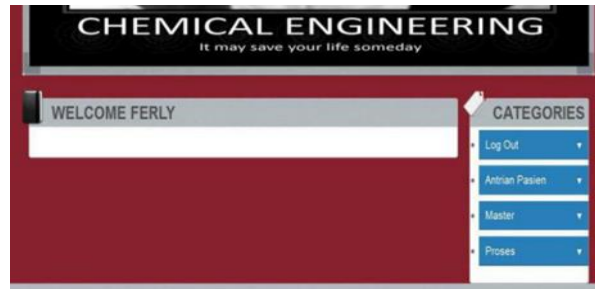 CHEMICAL ENGINEERING
It may save your life someday
WELCOME FERLY
CATEGORIES
Log Out
Antrian Pasien
Master
Proses